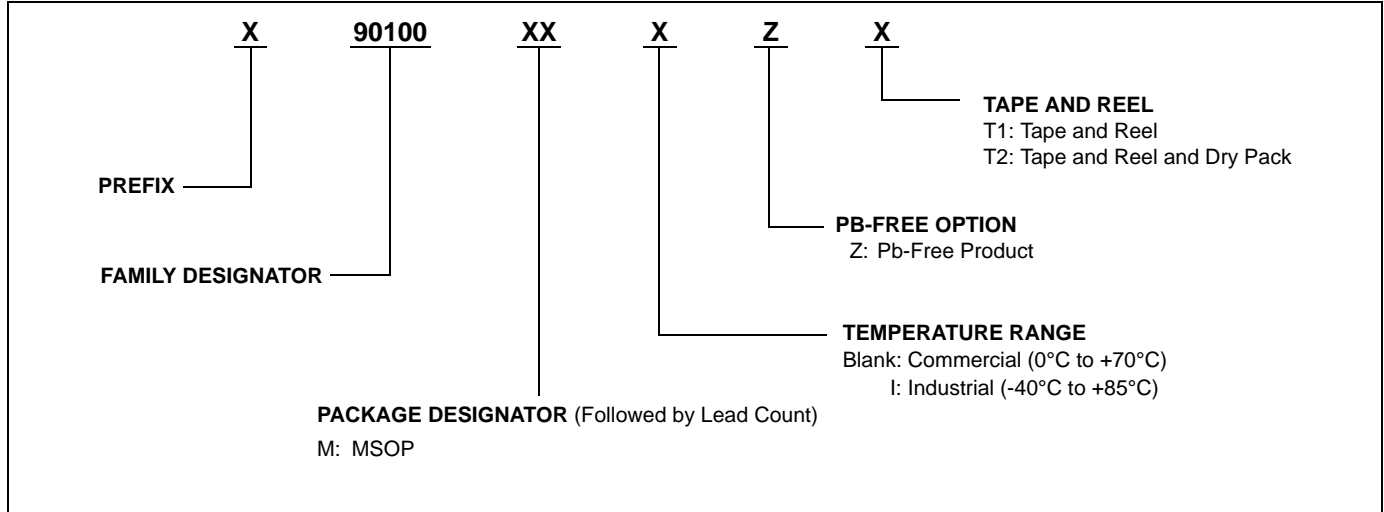 X 90100 XX X Z X
TAPE AND REEL
T1: Tape and Reel
T2: Tape and Reel and Dry Pack
PREFIX
PB-FREE OPTION
Z: Pb-Free Product
FAMILY DESIGNATOR
TEMPERATURE RANGE
Blank: Commercial (0°C to +70°C)
I: Industrial (-40°C to +85°C)
PACKAGE DESIGNATOR (Followed by Lead Count)
M: MSOP